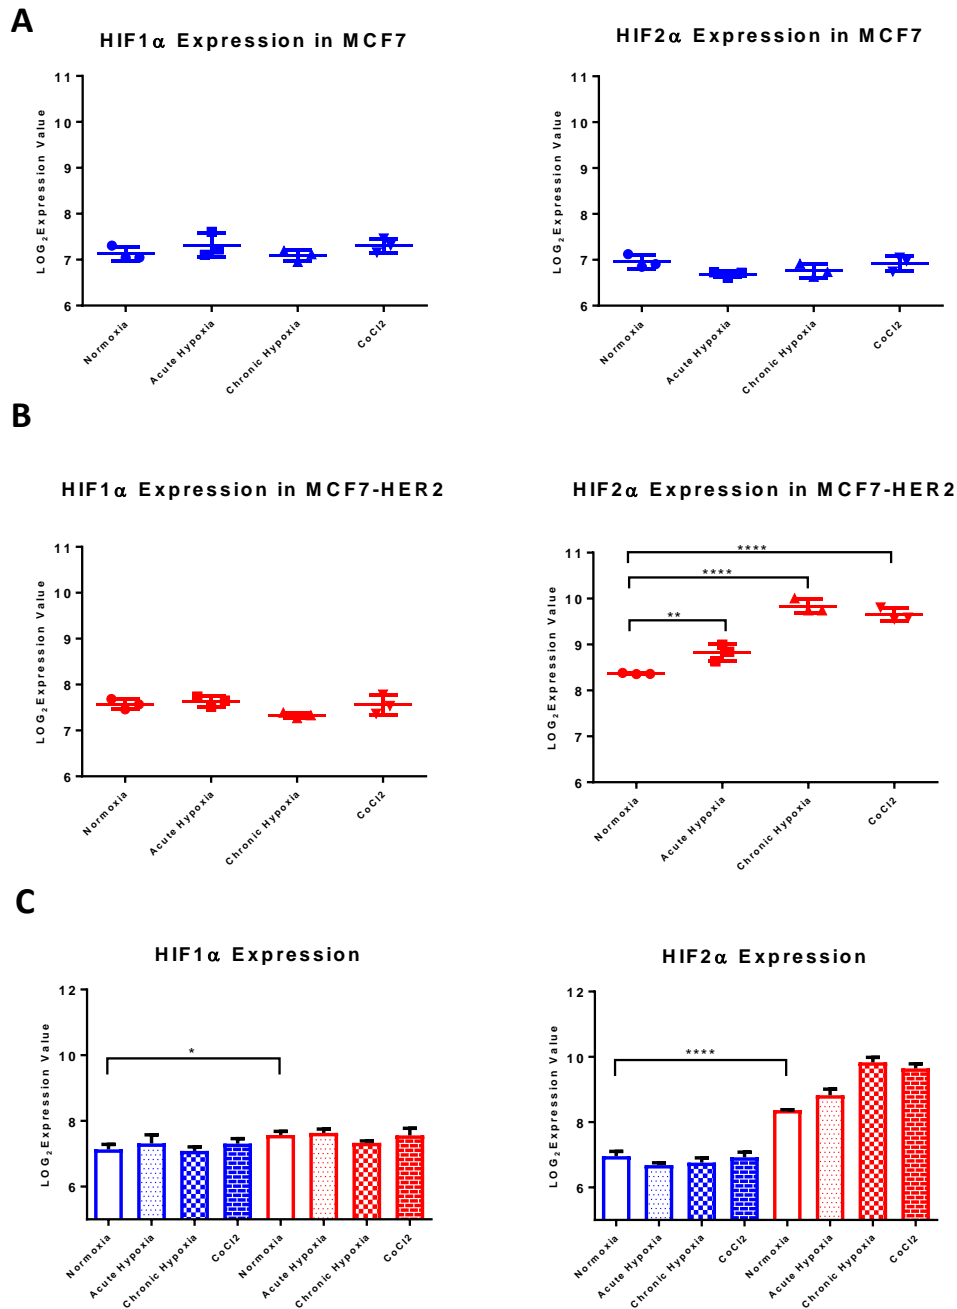 A
HIF1α Expression in MCF7
LOG₂Expression Value
11
10
9
8
7
6
Normoxia
Acute Hypoxia
Chronic Hypoxia
CoCl2
HIF2α Expression in MCF7
LOG₂Expression Value
11
10
9
8
7
6
Normoxia
Acute Hypoxia
Chronic Hypoxia
CoCl2
B
HIF1α Expression in MCF7-HER2
LOG₂Expression Value
11
10
9
8
7
6
Normoxia
Acute Hypoxia
Chronic Hypoxia
CoCl2
HIF2α Expression in MCF7-HER2
LOG₂Expression Value
11
10
9
8
7
6
****
****
**
Normoxia
Acute Hypoxia
Chronic Hypoxia
CoCl2
C
HIF1α Expression
LOG₂Expression Value
12
10
8
6
*
Normoxia
Acute Hypoxia
Chronic Hypoxia
CoCl2
Normoxia
Acute Hypoxia
Chronic Hypoxia
CoCl2
HIF2α Expression
LOG₂Expression Value
12
10
8
6
****
Normoxia
Acute Hypoxia
Chronic Hypoxia
CoCl2
Normoxia
Acute Hypoxia
Chronic Hypoxia
CoCl2